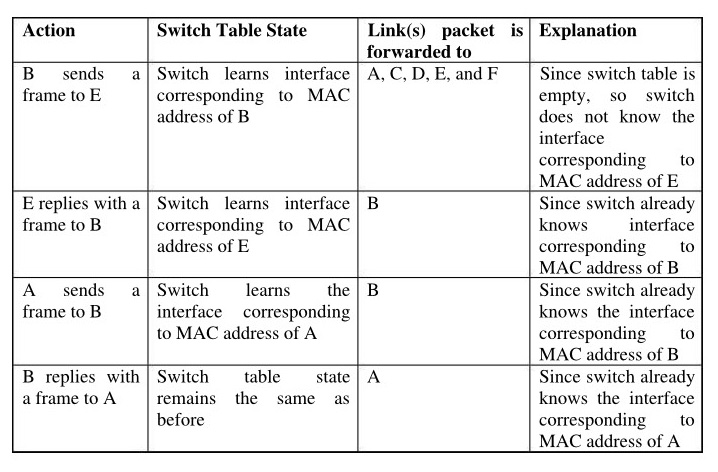 Action
Switch Table State
Link(s) packet is
forwarded to
Explanation
B sends a
frame to E
Switch learns interface
corresponding to MAC
address of B
A, C, D, E, and F
Since switch table is
empty, so switch
does not know the
interface
corresponding to
MAC address of E
E replies with a
frame to B
Switch learns interface
corresponding to MAC
address of E
B
Since switch already
knows interface
corresponding to
MAC address of B
A sends a
frame to B
Switch learns the
interface corresponding
to MAC address of A
B
Since switch already
knows the interface
corresponding to
MAC address of B
B replies with
a frame to A
Switch table state
remains the same as
before
A
Since switch already
knows the interface
corresponding to
MAC address of A